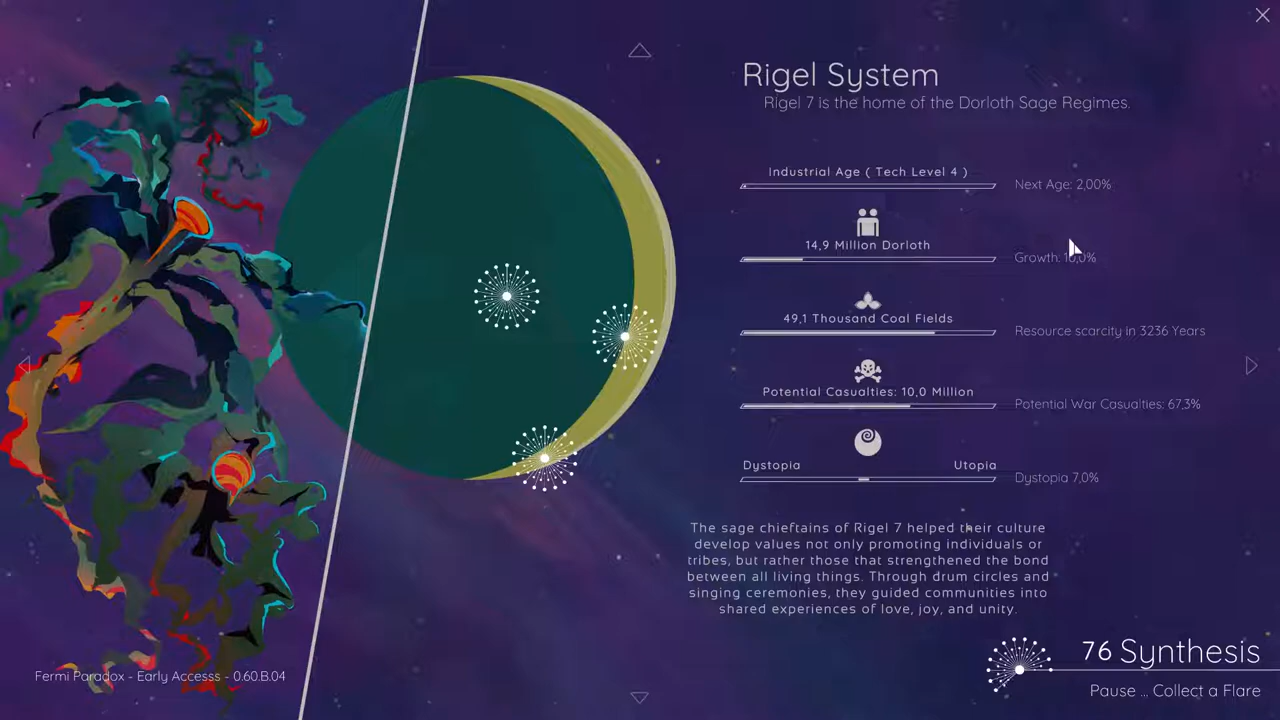 Rigel System
Rigel 7 is the home of the Dorloth Sage Regimes.
Industrial Age ( Tech Level 4 )
Next Age: 2,00%
14,9 Million Dorloth
Growth: 10,0%
49,1 Thousand Coal Fields
Resource scarcity in 3236 Years
Potential Casualties: 10,0 Million
Potential War Casualties: 67,3%
Dystopia Utopia
Dystopia 7,0%
The sage chieftains of Rigel 7 helped their culture
develop values not only promoting individuals or
tribes, but rather those that strengthened the bond
between all living things. Through drum circles and
singing ceremonies, they guided communities into
shared experiences of love, joy, and unity.
76 Synthesis
Pause ... Collect a Flare
Fermi Paradox - Early Accesss - 0.60.B.04